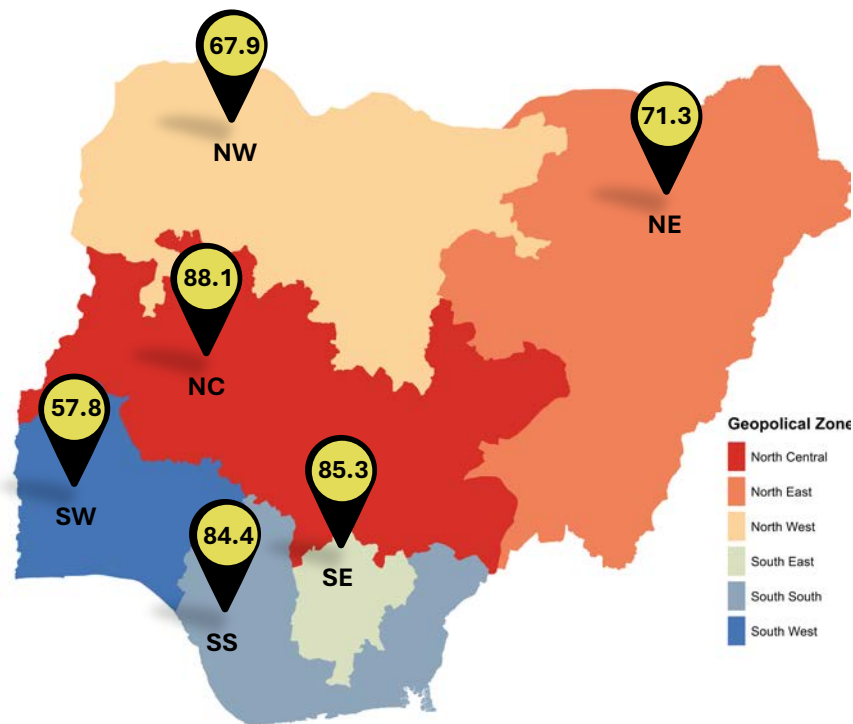 67.9
NW
71.3
NE
88.1
NC
57.8
SW
85.3
SE
84.4
SS
Geopolical Zone
North Central
North East
North West
South East
South South
South West